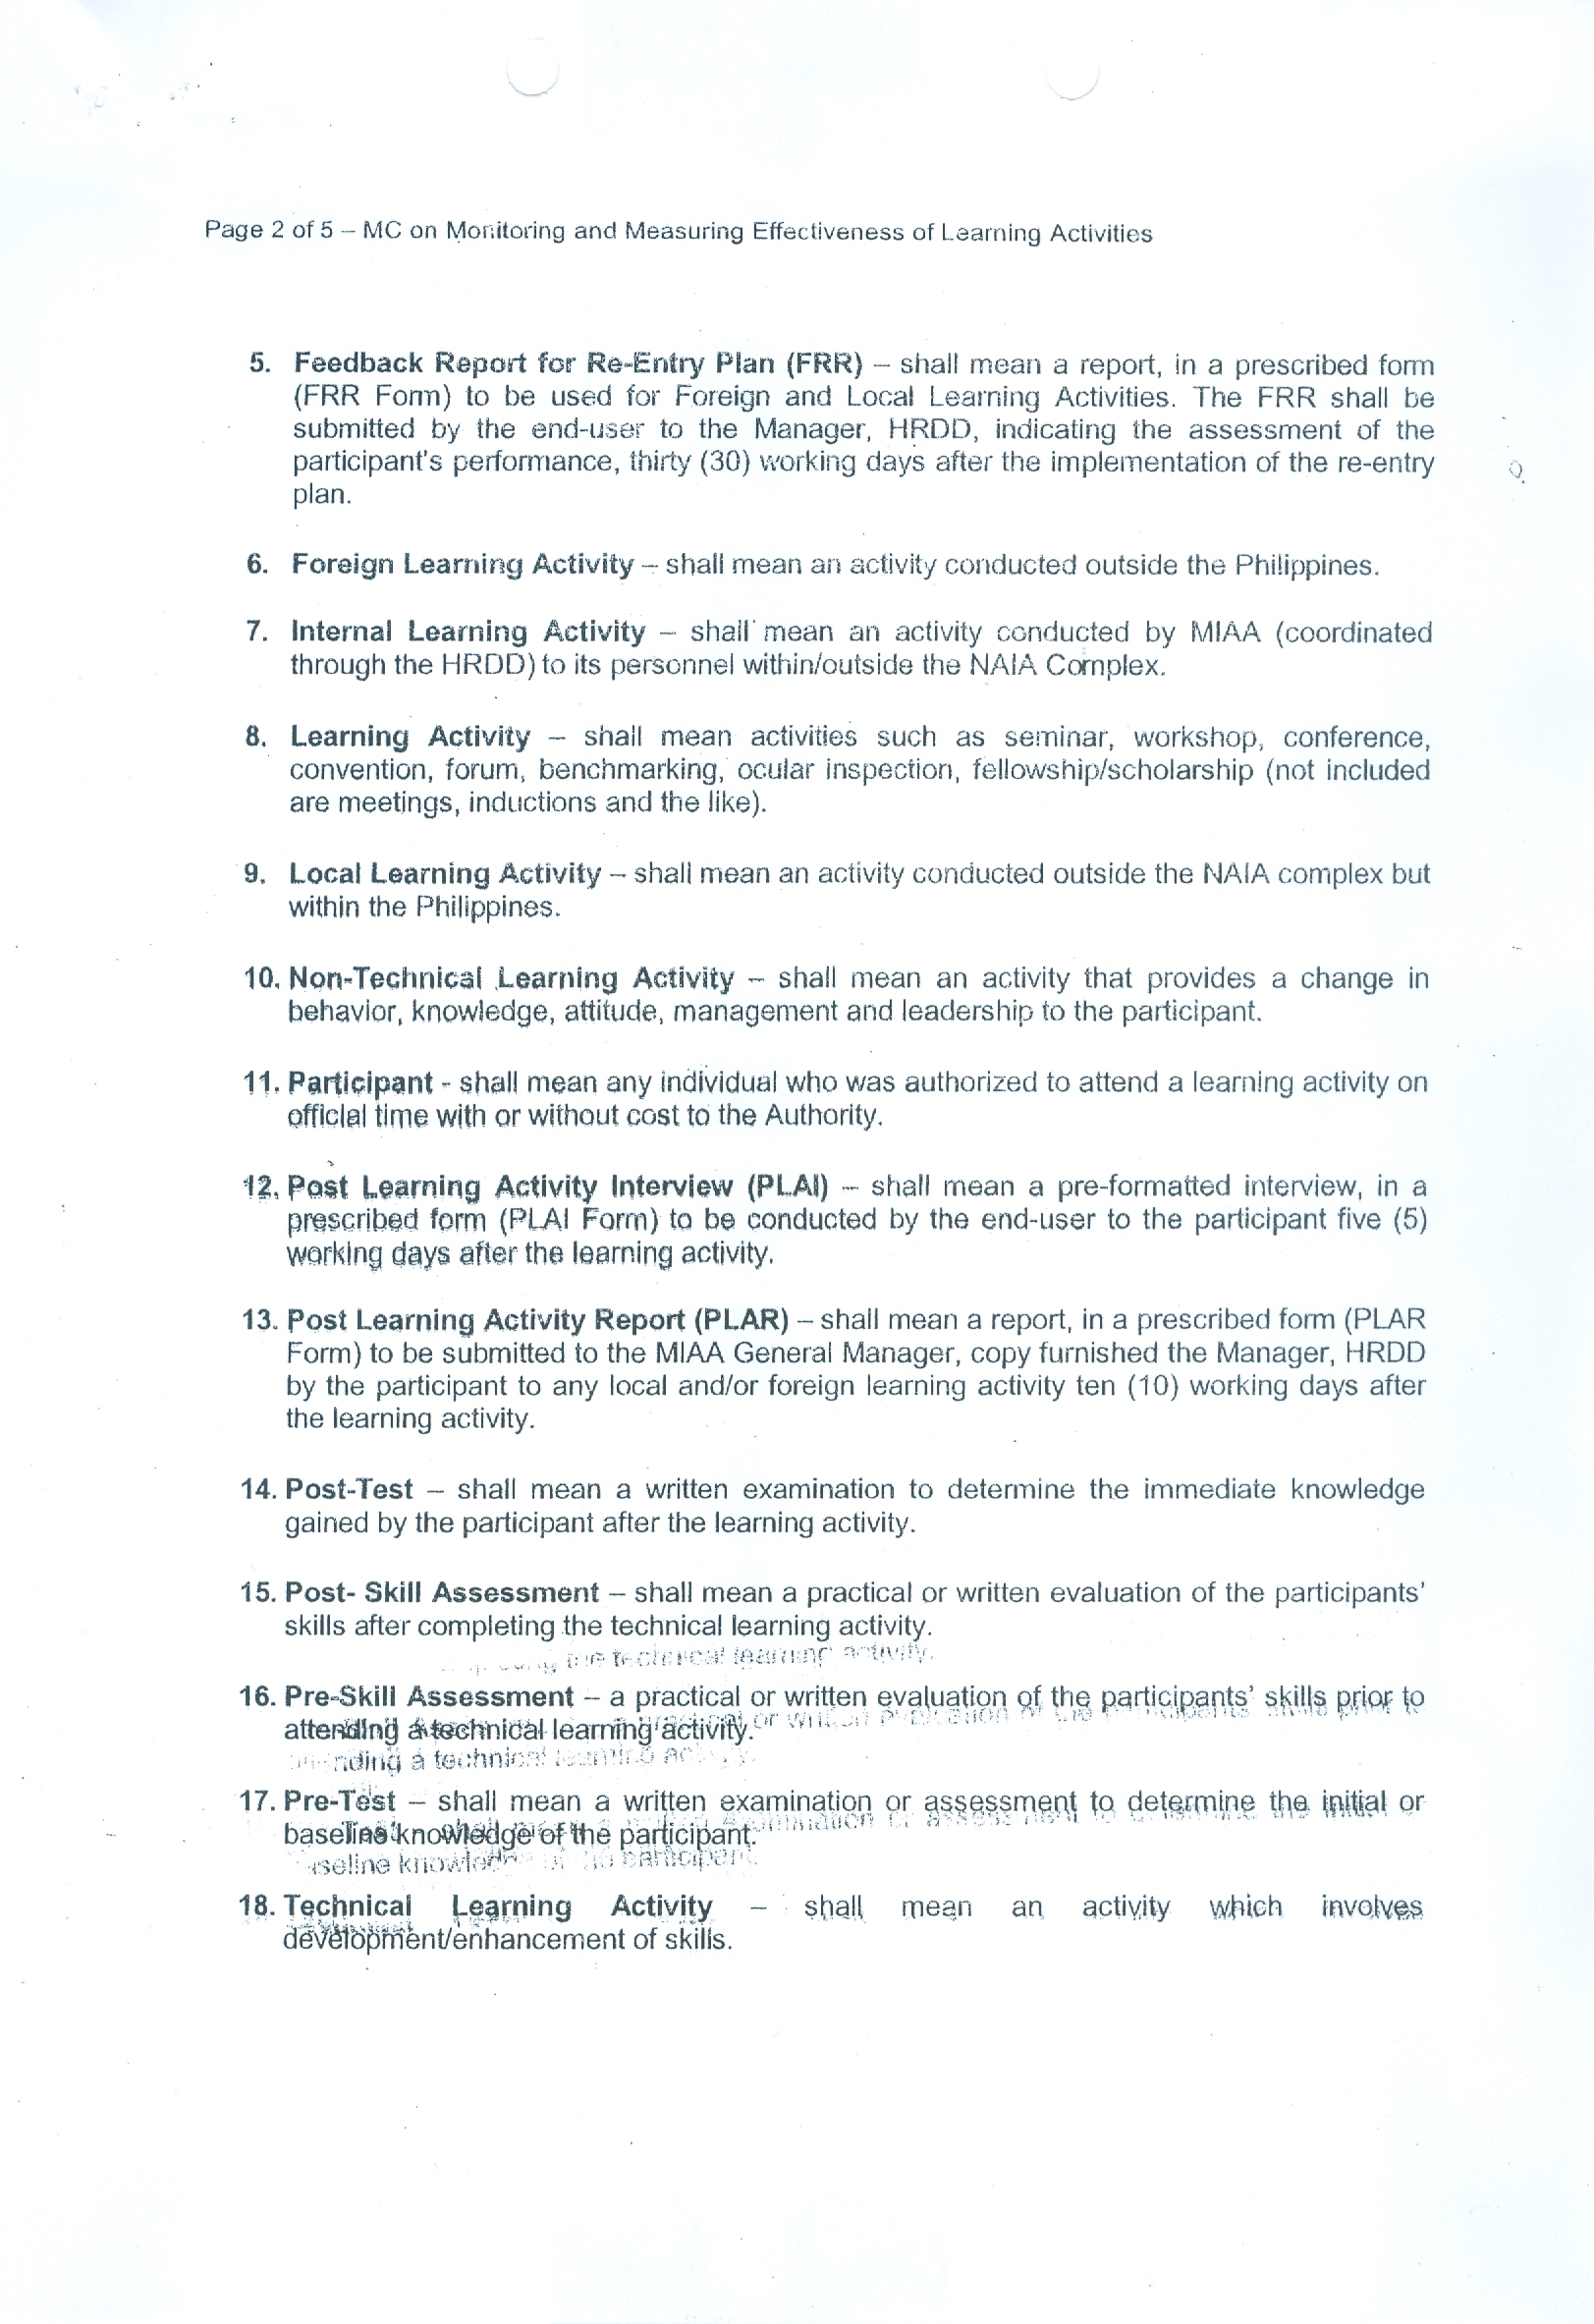 Page 2 of 5 – MC on Monitoring and Measuring Effectiveness of Learning Activities
5. Feedback Report for Re-Entry Plan (FRR) – shall mean a report, in a prescribed form
(FRR Form) to be used for Foreign and Local Learning Activities. The FRR shall be
submitted by the end-user to the Manager, HRDD, indicating the assessment of the
participant's performance, thirty (30) working days after the implementation of the re-entry
plan.
6. Foreign Learning Activity – shall mean an activity conducted outside the Philippines.
7. Internal Learning Activity – shall mean an activity conducted by MIAA (coordinated
through the HRDD) to its personnel within/outside the NAIA Complex.
8. Learning Activity – shall mean activities such as seminar, workshop, conference,
convention, forum, benchmarking, ocular inspection, fellowship/scholarship (not included
are meetings, inductions and the like).
9. Local Learning Activity – shall mean an activity conducted outside the NAIA complex but
within the Philippines.
10. Non-Technical Learning Activity – shall mean an activity that provides a change in
behavior, knowledge, attitude, management and leadership to the participant.
11. Participant - shall mean any individual who was authorized to attend a learning activity on
official time with or without cost to the Authority.
12. Post Learning Activity Interview (PLAI) – shall mean a pre-formatted interview, in a
prescribed form (PLAI Form) to be conducted by the end-user to the participant five (5)
working days after the learning activity.
13. Post Learning Activity Report (PLAR) – shall mean a report, in a prescribed form (PLAR
Form) to be submitted to the MIAA General Manager, copy furnished the Manager, HRDD
by the participant to any local and/or foreign learning activity ten (10) working days after
the learning activity.
14. Post-Test – shall mean a written examination to determine the immediate knowledge
gained by the participant after the learning activity.
15. Post- Skill Assessment – shall mean a practical or written evaluation of the participants'
skills after completing the technical learning activity.
the technical learning activity.
16. Pre-Skill Assessment – a practical or written evaluation of the participants' skills prior to
attending a technical learning activity.
a technical learning
17. Pre-Test – shall mean a written examination or assessment to determine the initial or
baseline knowledge of the participant.
the participant.
18. Technical Learning Activity – shall mean an activity which involves
development/enhancement of skills.